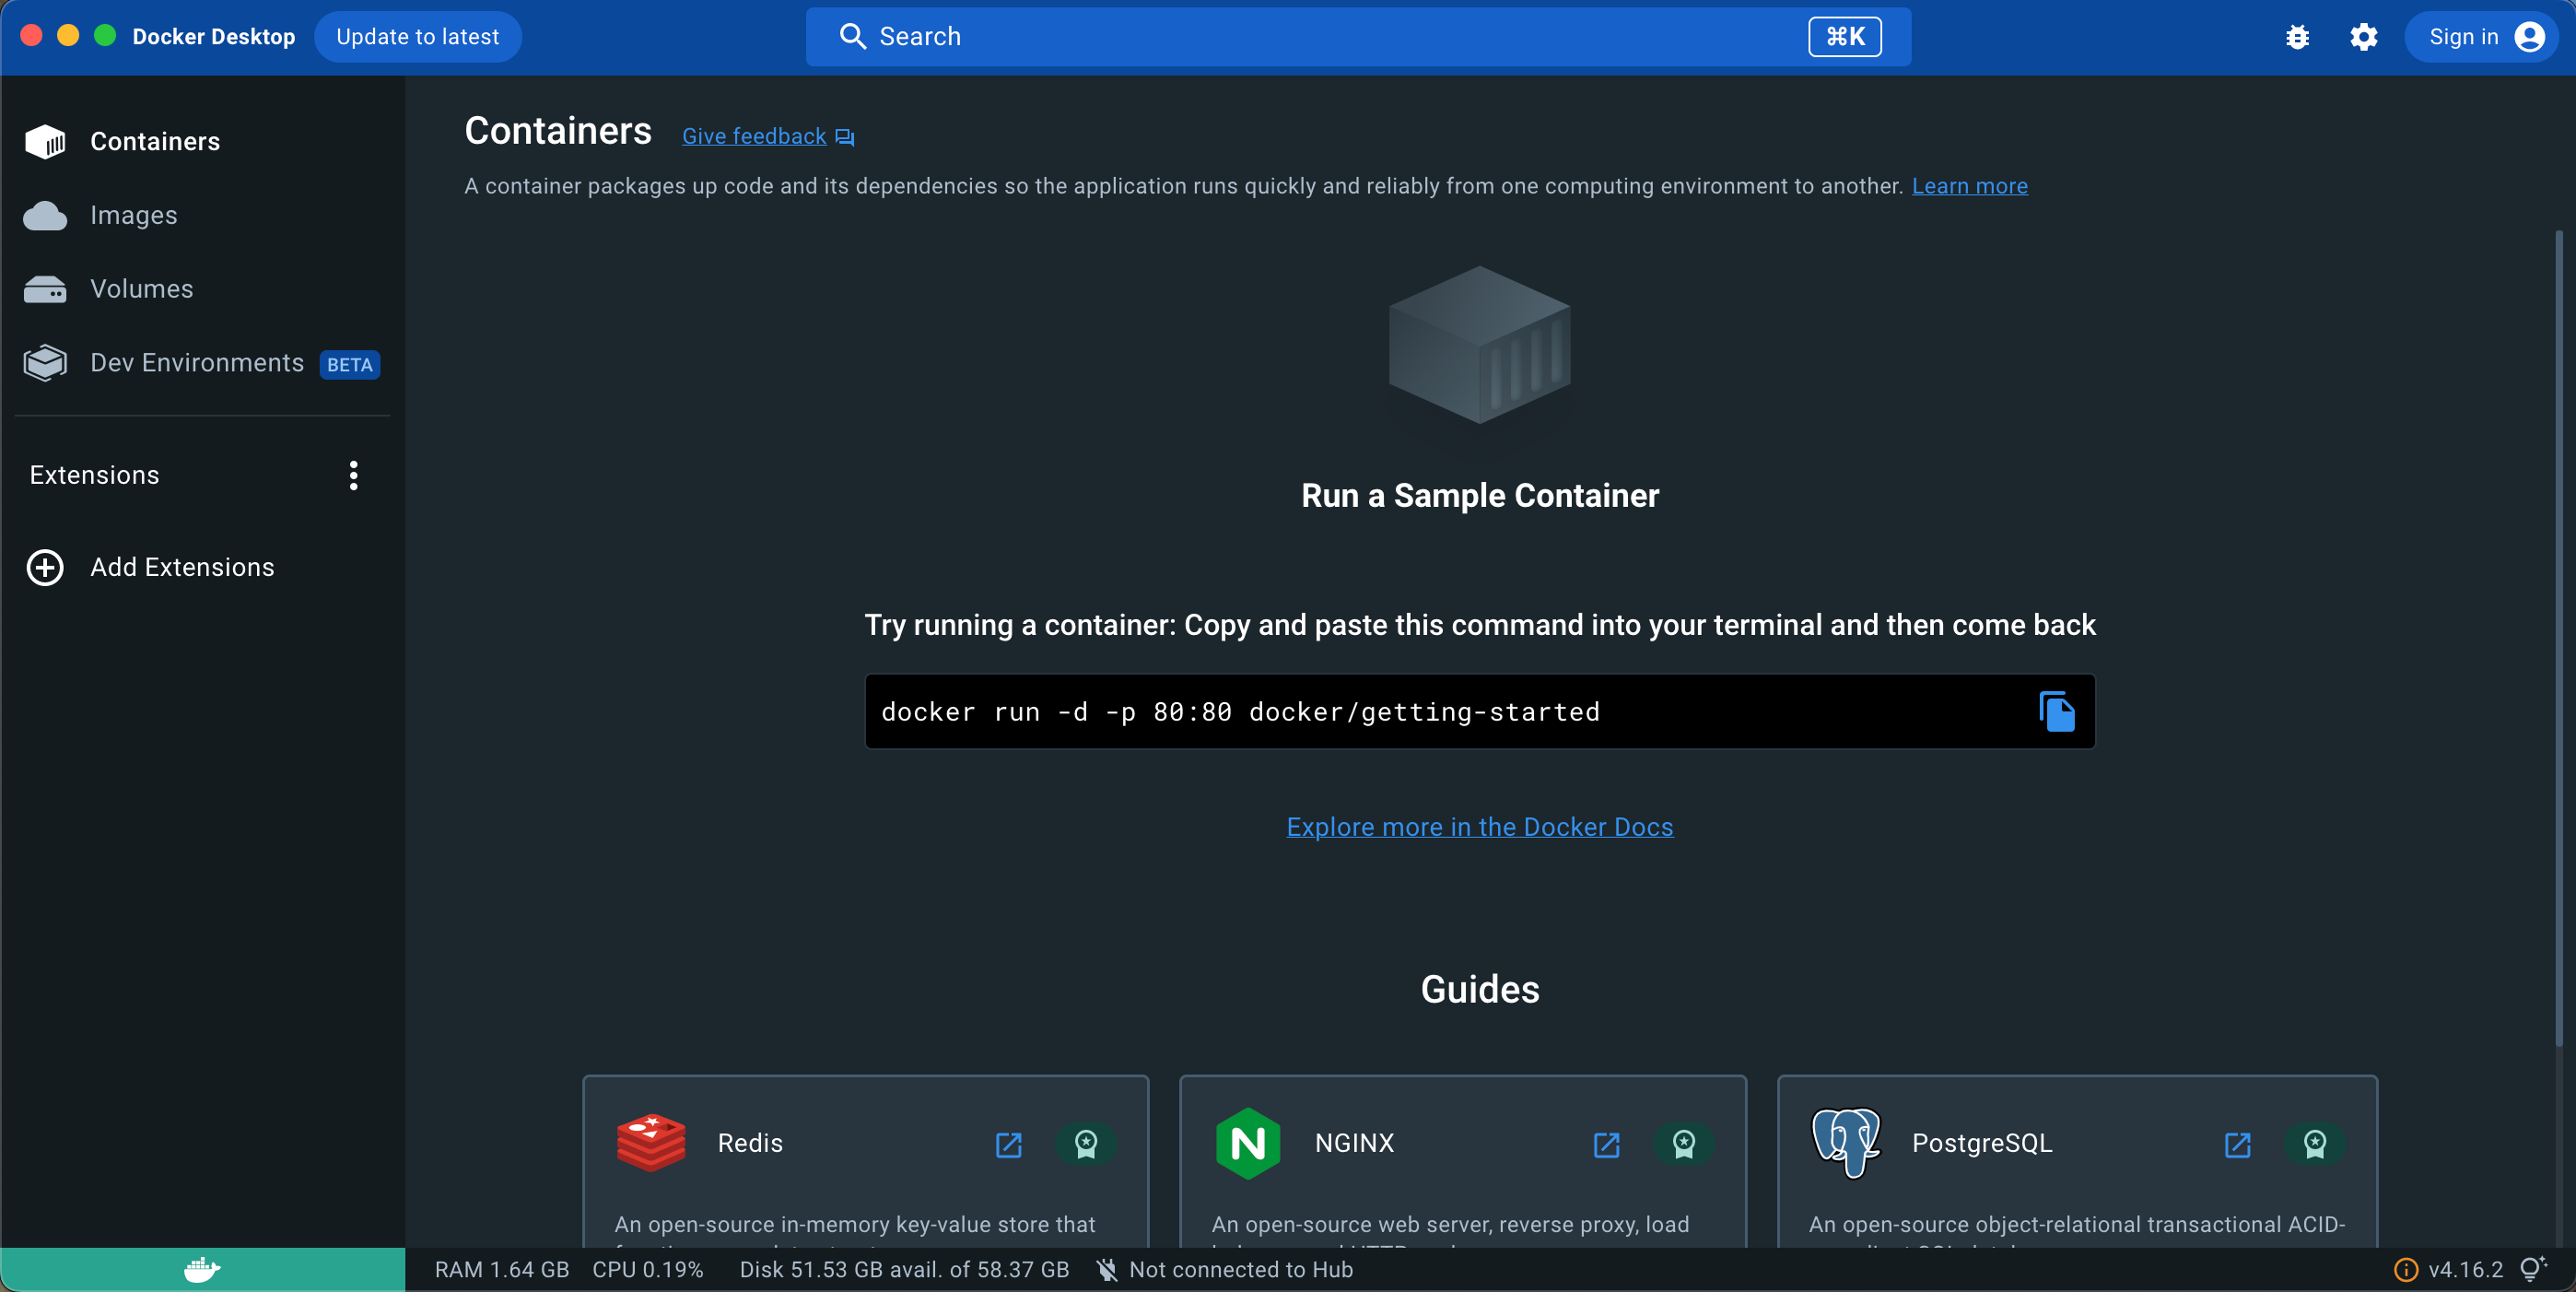 Docker Desktop
Update to latest
Search
⌘K
Sign in
Containers
Images
Volumes
Dev Environments BETA
Extensions
Add Extensions
Containers Give feedback
A container packages up code and its dependencies so the application runs quickly and reliably from one computing environment to another. Learn more
Run a Sample Container
Try running a container: Copy and paste this command into your terminal and then come back
docker run -d -p 80:80 docker/getting-started
Explore more in the Docker Docs
Guides
Redis
An open-source in-memory key-value store that
NGINX
An open-source web server, reverse proxy, load
PostgreSQL
An open-source object-relational transactional ACID-
RAM 1.64 GB CPU 0.19% Disk 51.53 GB avail. of 58.37 GB Not connected to Hub
v4.16.2